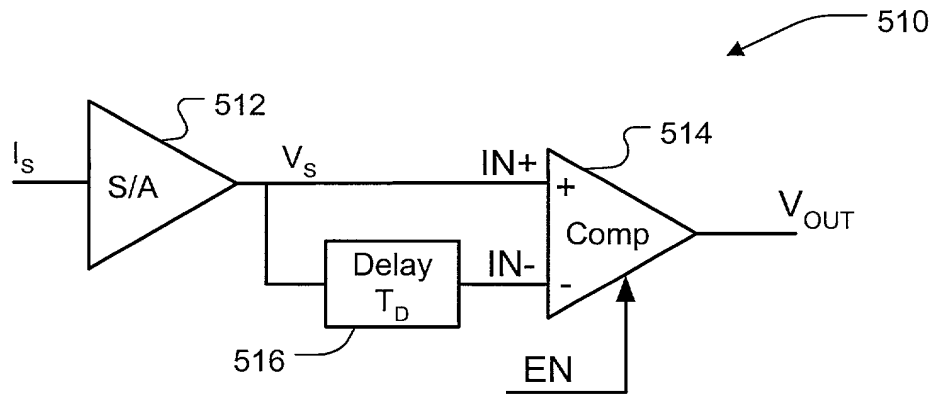 510
512
514
I_S
S/A
V_S
IN+
+
Comp
V_OUT
Delay
T_D
IN-
-
516
EN